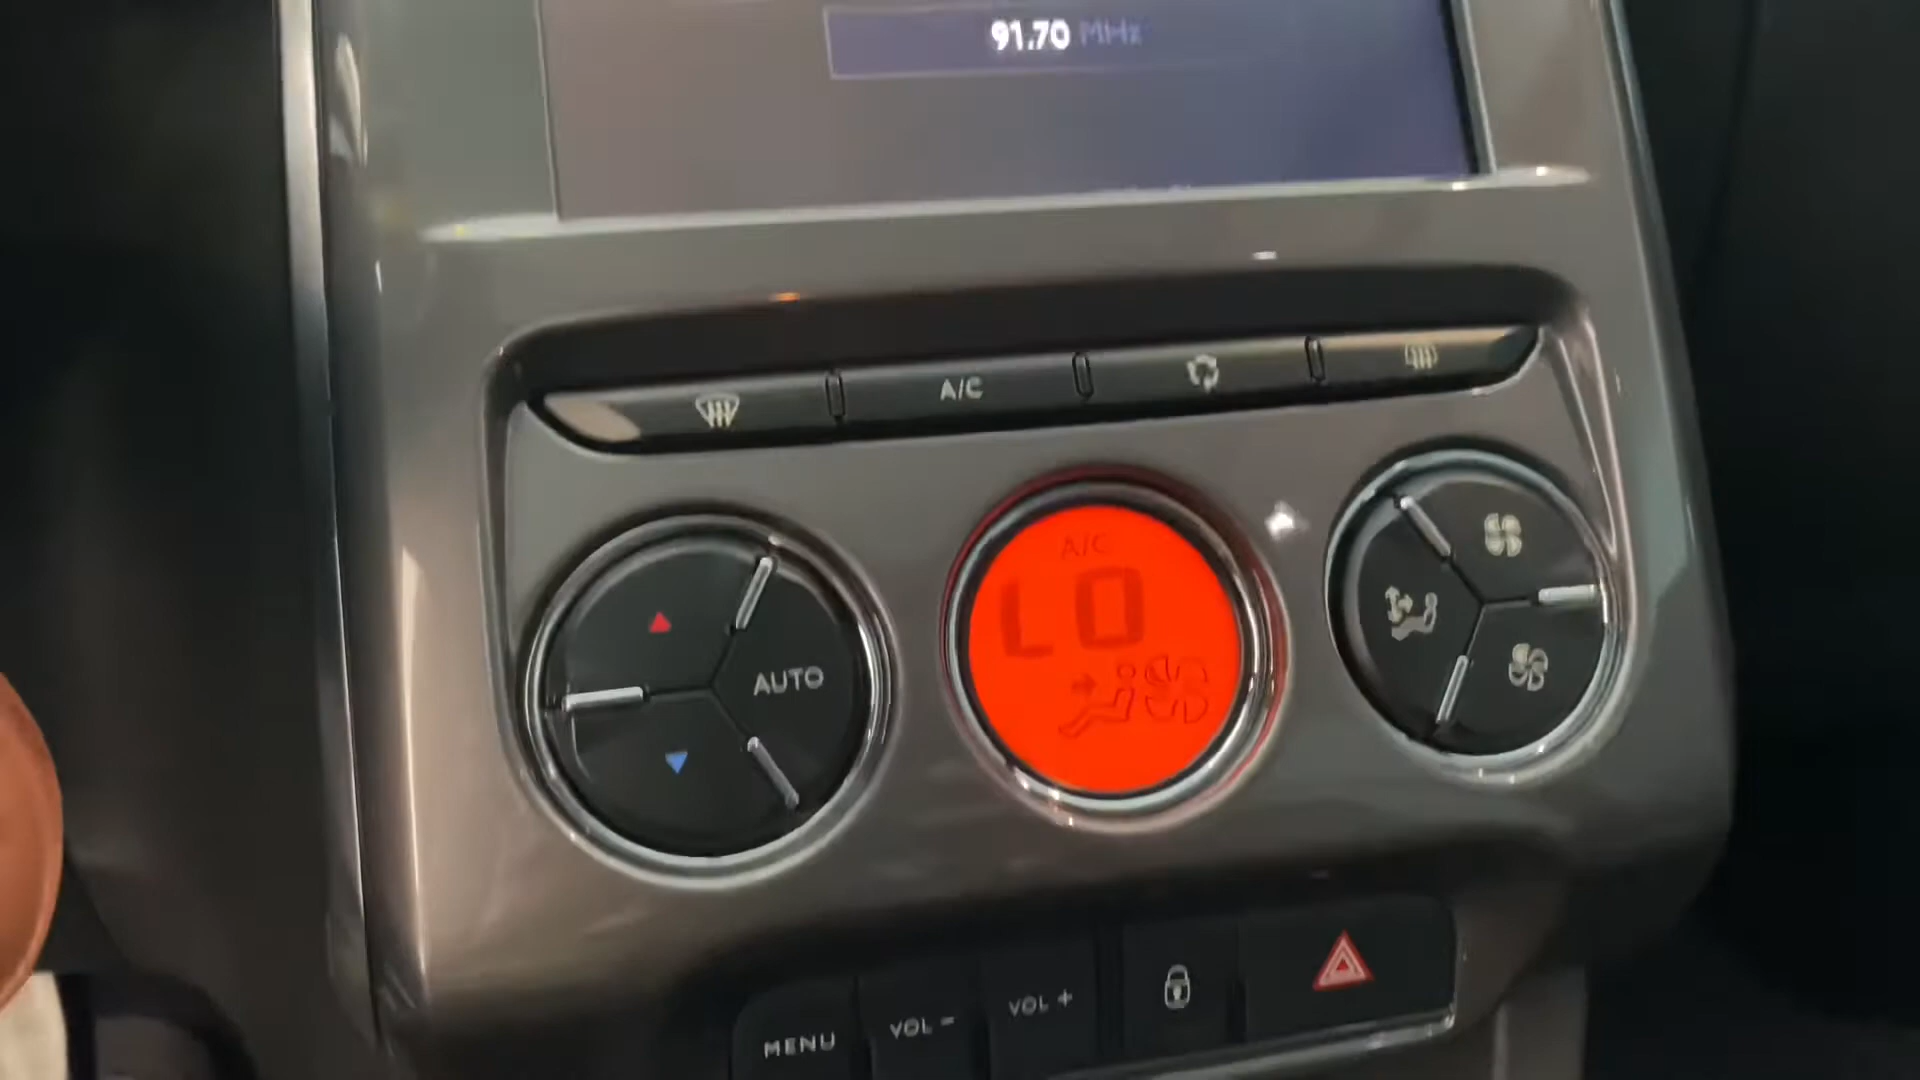 91.70 MHz
A/C
A/C
LO
AUTO
MENU
VOL -
VOL +